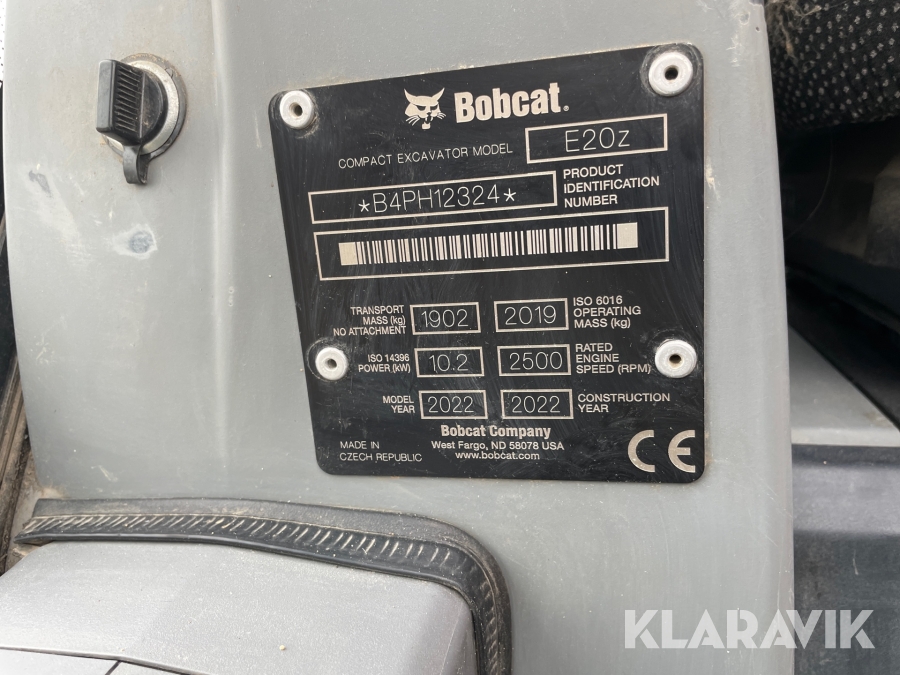 Bobcat.
COMPACT EXCAVATOR MODEL
E20z
*B4PH12324*
PRODUCT
IDENTIFICATION
NUMBER
TRANSPORT
MASS (kg)
NO ATTACHMENT
1902
2019
ISO 6016
OPERATING
MASS (kg)
ISO 14396
POWER (kW)
10.2
2500
RATED
ENGINE
SPEED (RPM)
MODEL
YEAR
2022
2022
CONSTRUCTION
YEAR
Bobcat Company
West Fargo, ND 58078 USA
www.bobcat.com
MADE IN
CZECH REPUBLIC
CE
KLARAVIK